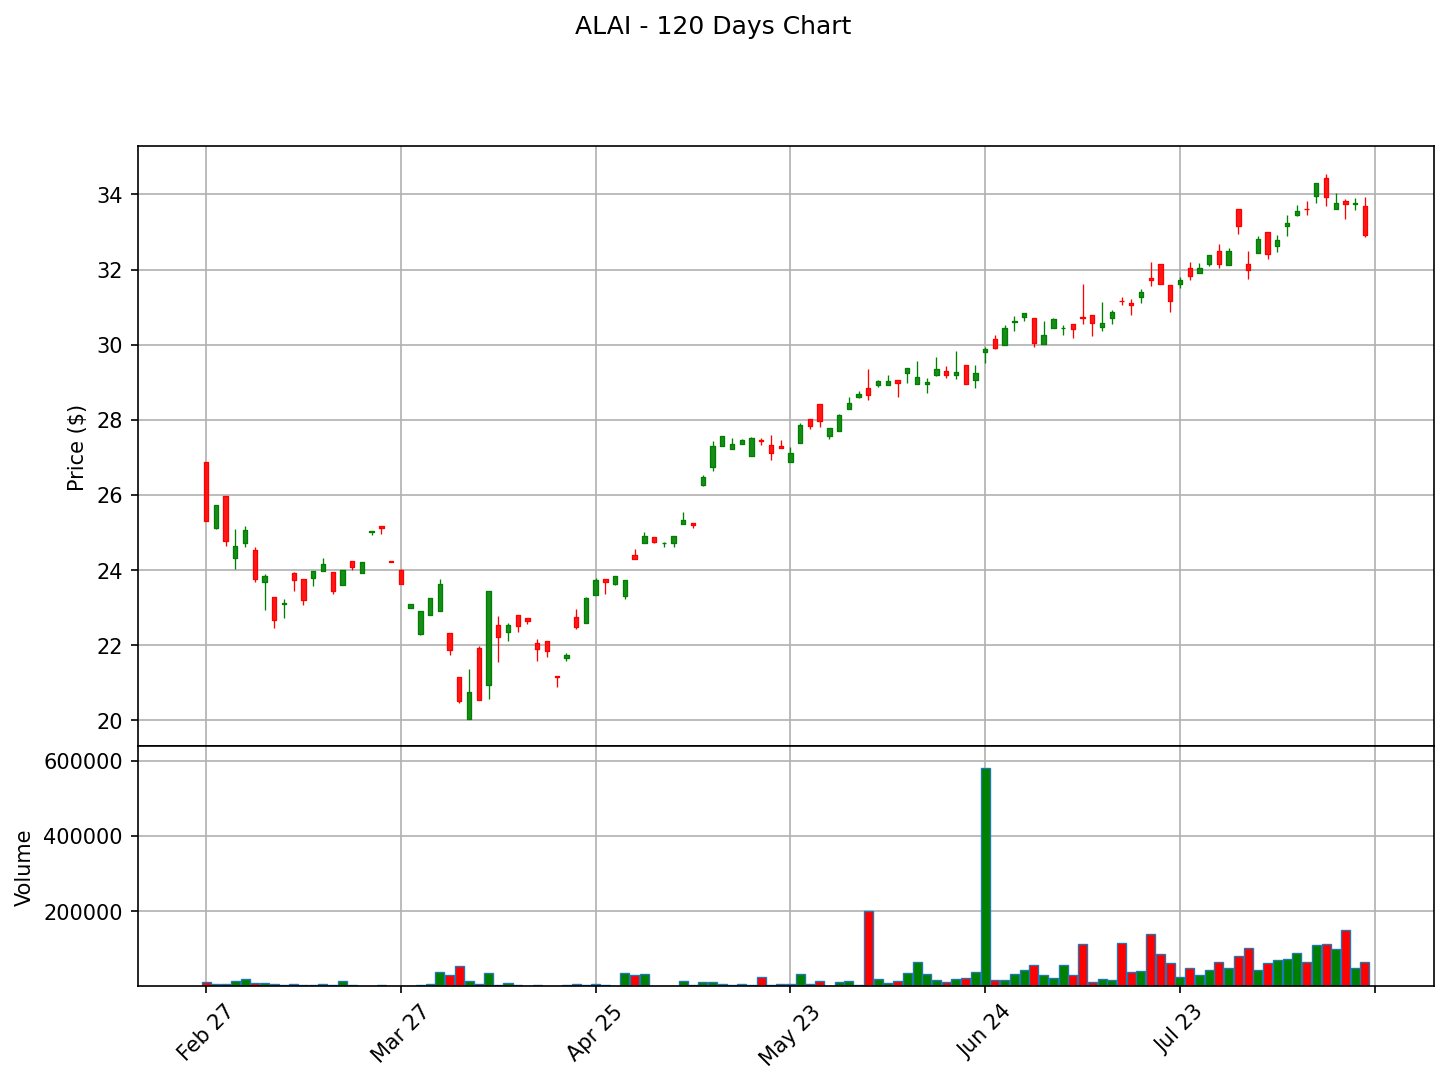 ALAI - 120 Days Chart
34
32
30
28
26
24
22
20
Price ($)
600000
400000
200000
Volume
Feb 27
Mar 27
Apr 25
May 23
Jun 24
Jul 23